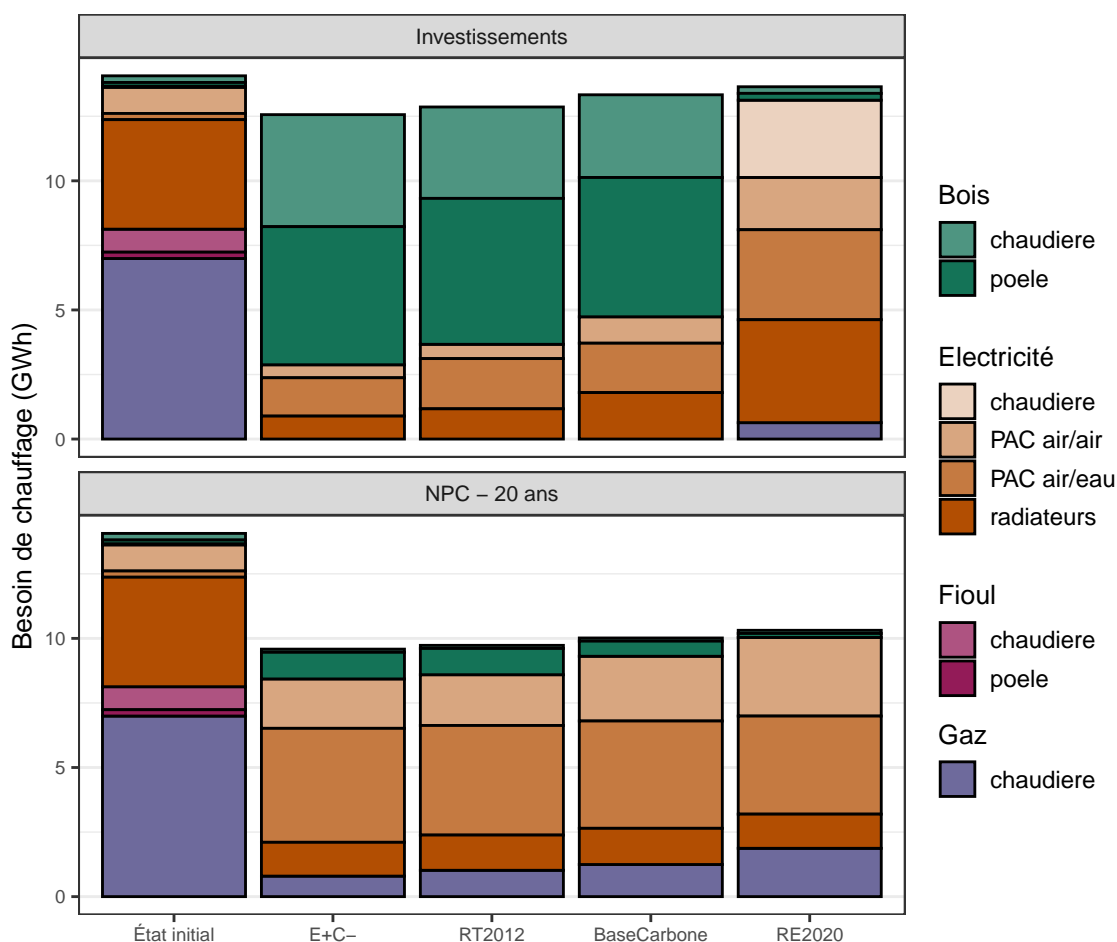 Investissements
10
5
0
NPC – 20 ans
10
5
0
État initial
E+C−
RT2012
BaseCarbone
RE2020
Besoin de chauffage (GWh)
Bois
chaudiere
poele
Electricité
chaudiere
PAC air/air
PAC air/eau
radiateurs
Fioul
chaudiere
poele
Gaz
chaudiere